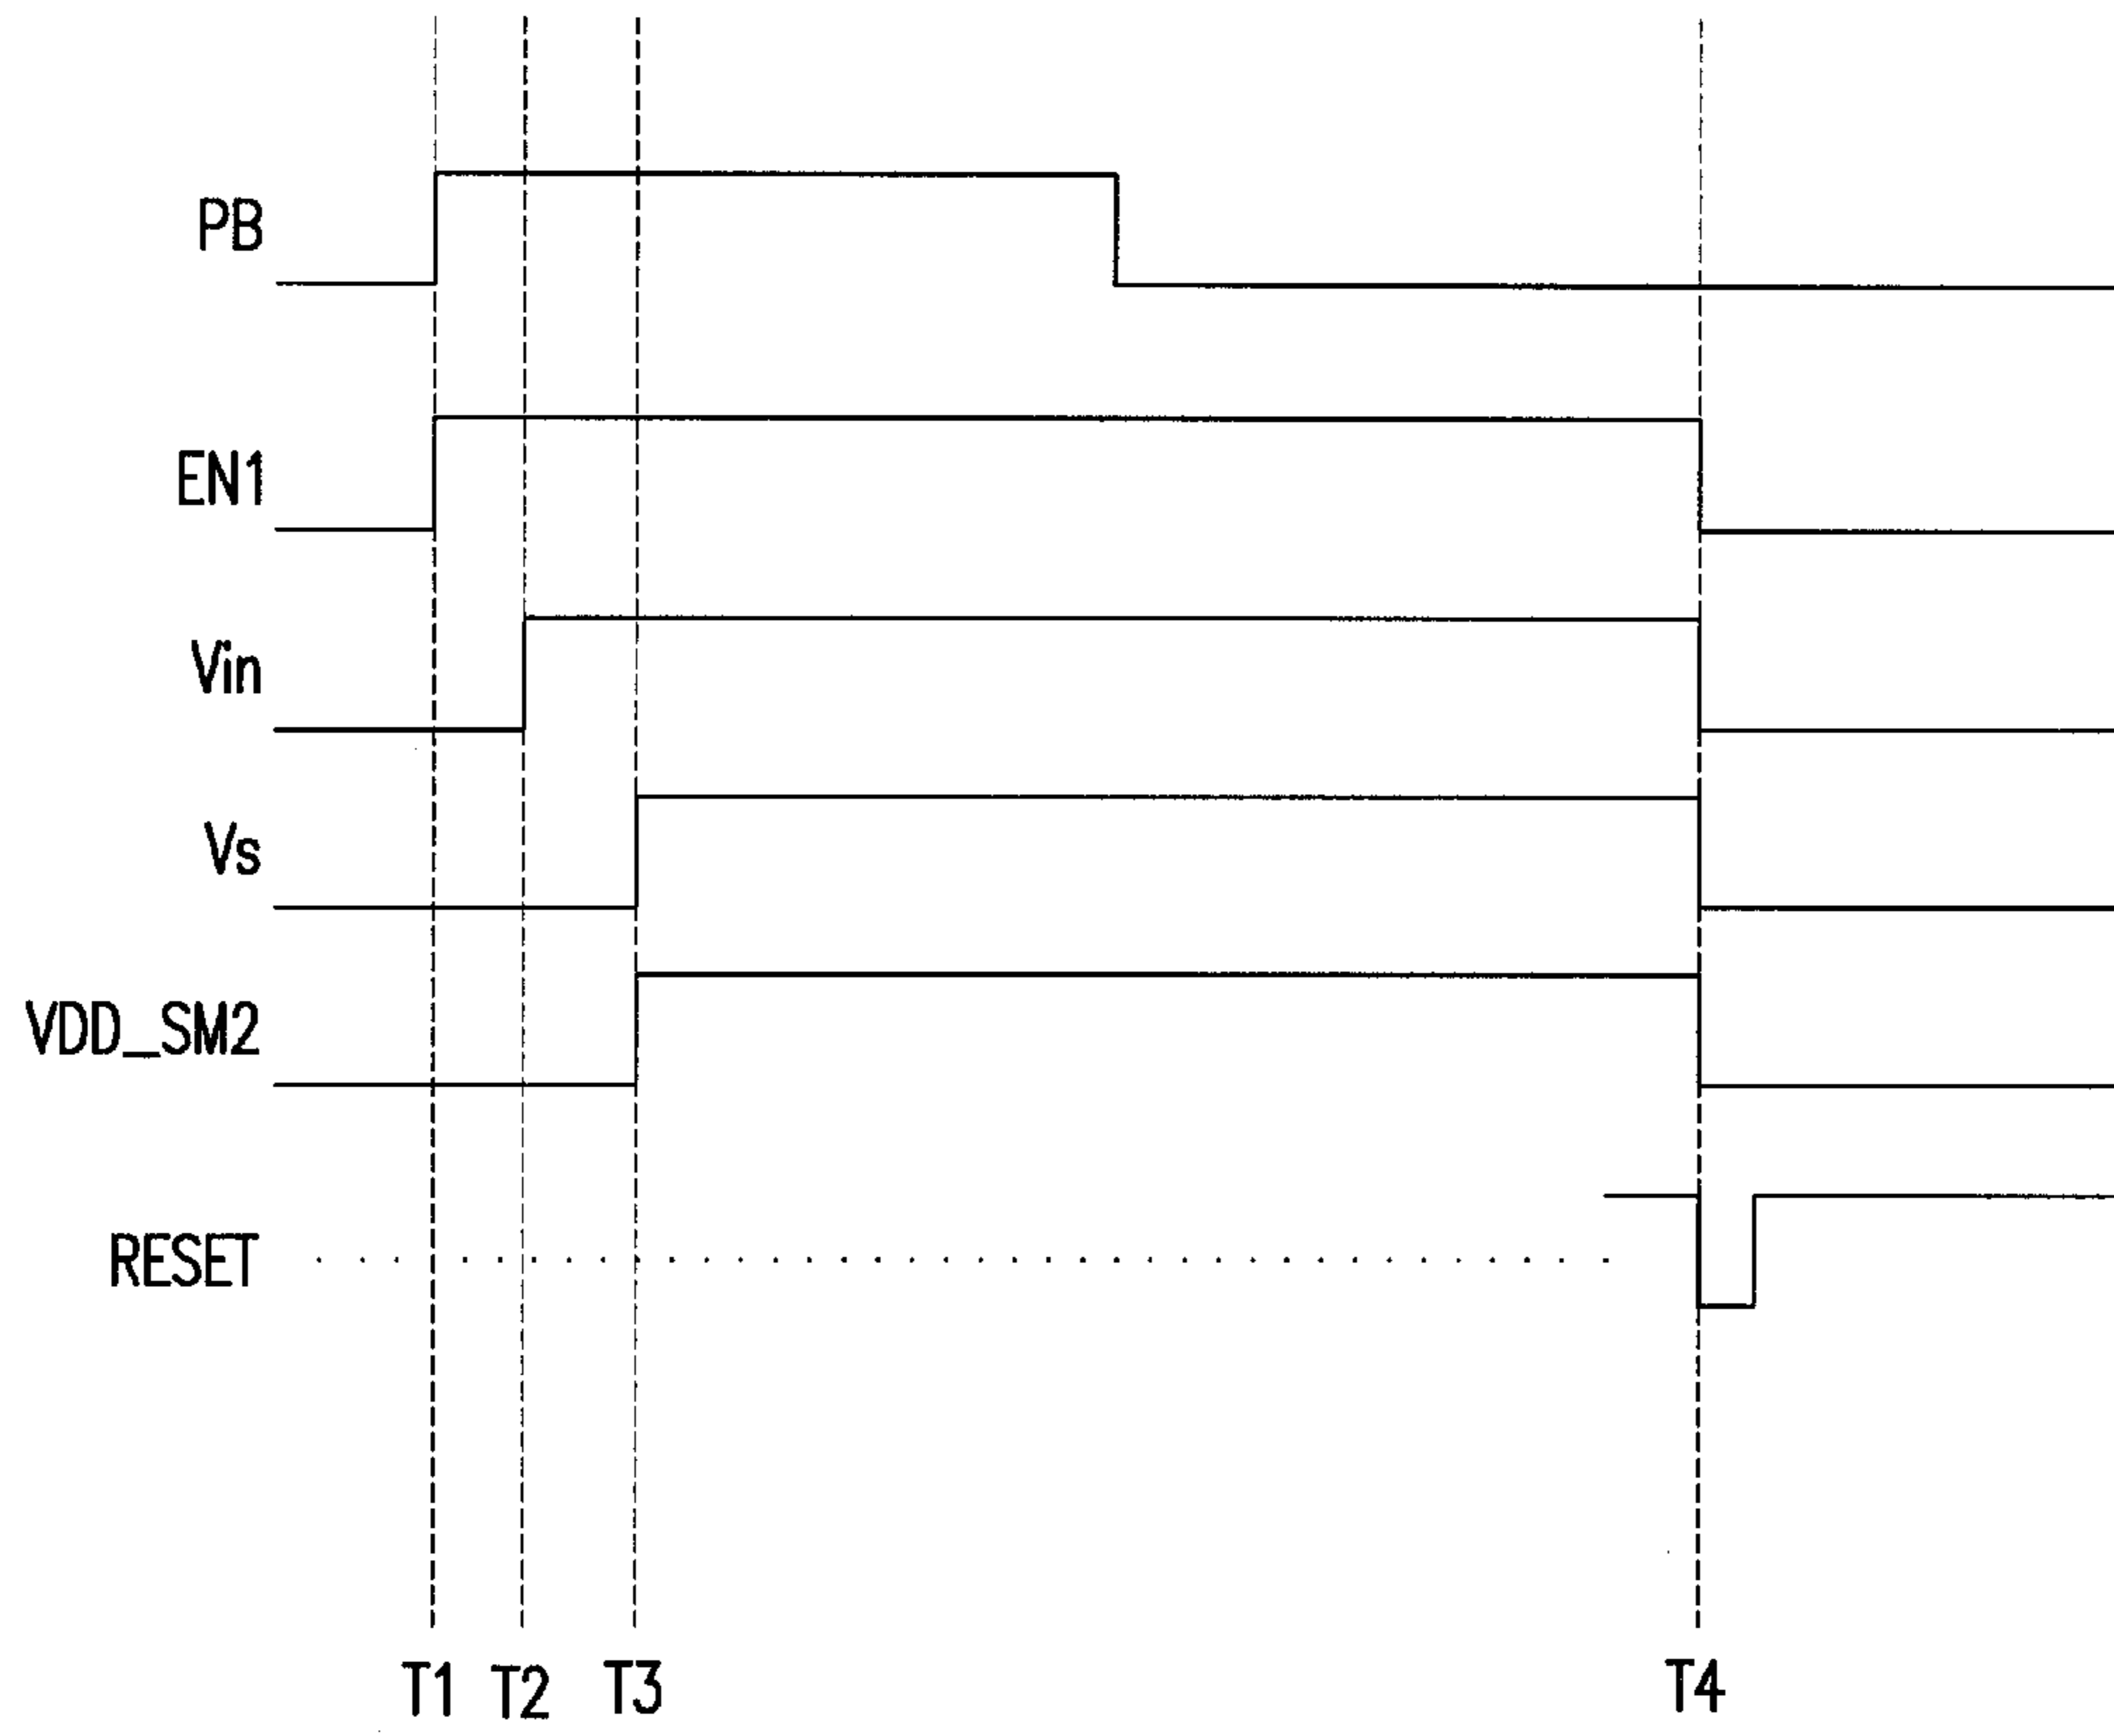 PB
EN1
Vin
Vs
VDD_SM2
RESET
T1 T2 T3 T4